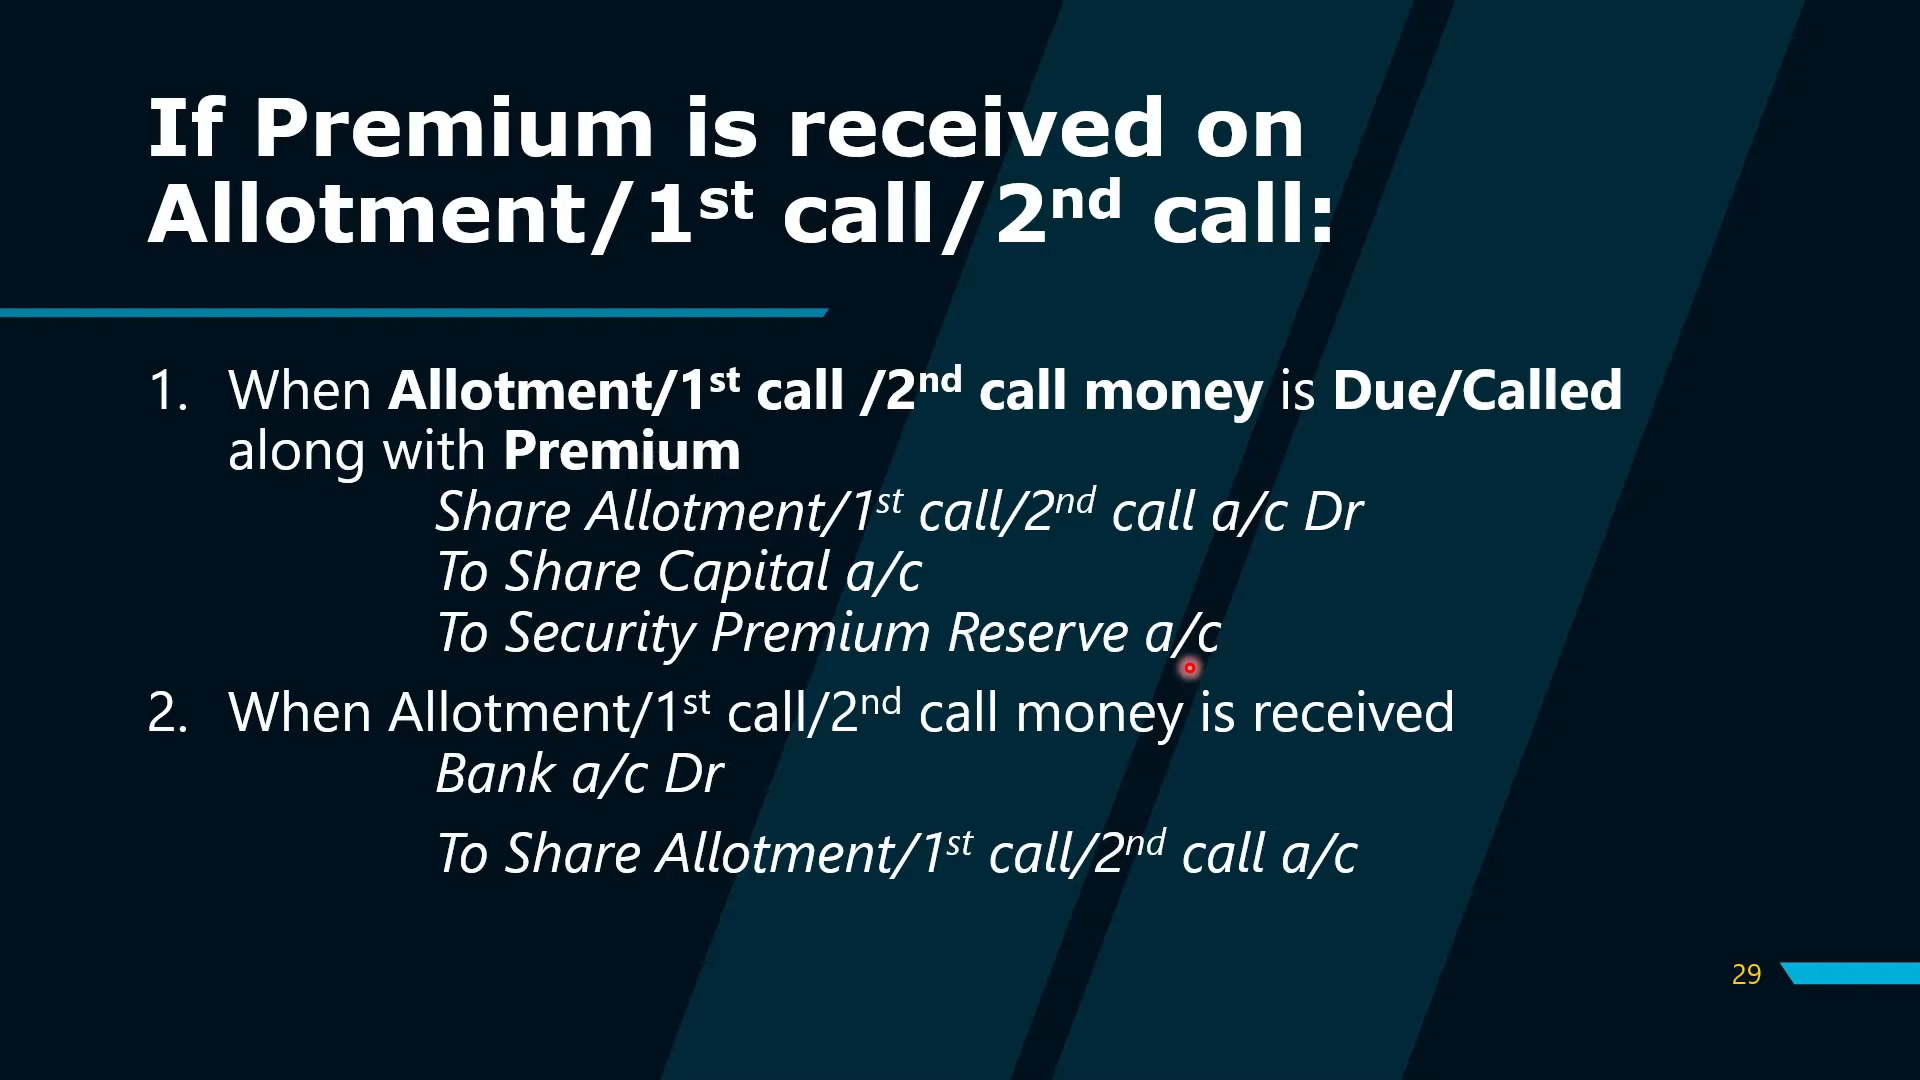 If Premium is received on
Allotment/1st call/2nd call:
1. When Allotment/1st call /2nd call money is Due/Called
along with Premium
Share Allotment/1st call/2nd call a/c Dr
To Share Capital a/c
To Security Premium Reserve a/c
2. When Allotment/1st call/2nd call money is received
Bank a/c Dr
To Share Allotment/1st call/2nd call a/c
29